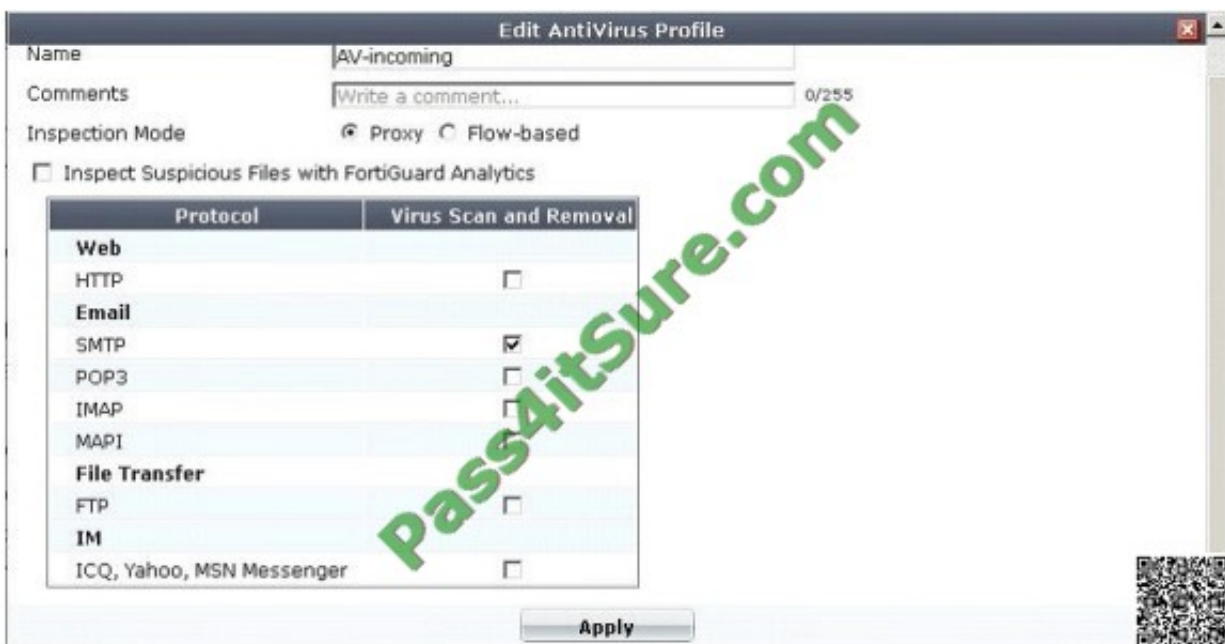 Edit AntiVirus Profile
Name AV-incoming
Comments Write a comment... 0/255
Inspection Mode Proxy Flow-based
Inspect Suspicious Files with FortiGuard Analytics
Protocol Virus Scan and Removal
Web
HTTP
Email
SMTP
POP3
IMAP
MAPI
File Transfer
FTP
IM
ICQ, Yahoo, MSN Messenger
Apply
Pass4itSure.com